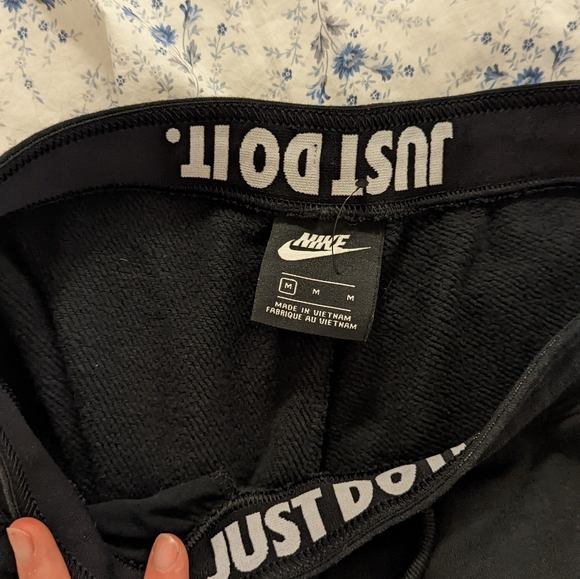 JUST DO IT.
NIKE
M M M
MADE IN VIETNAM
FABRIQUE AU VIETNAM
JUST DO IT